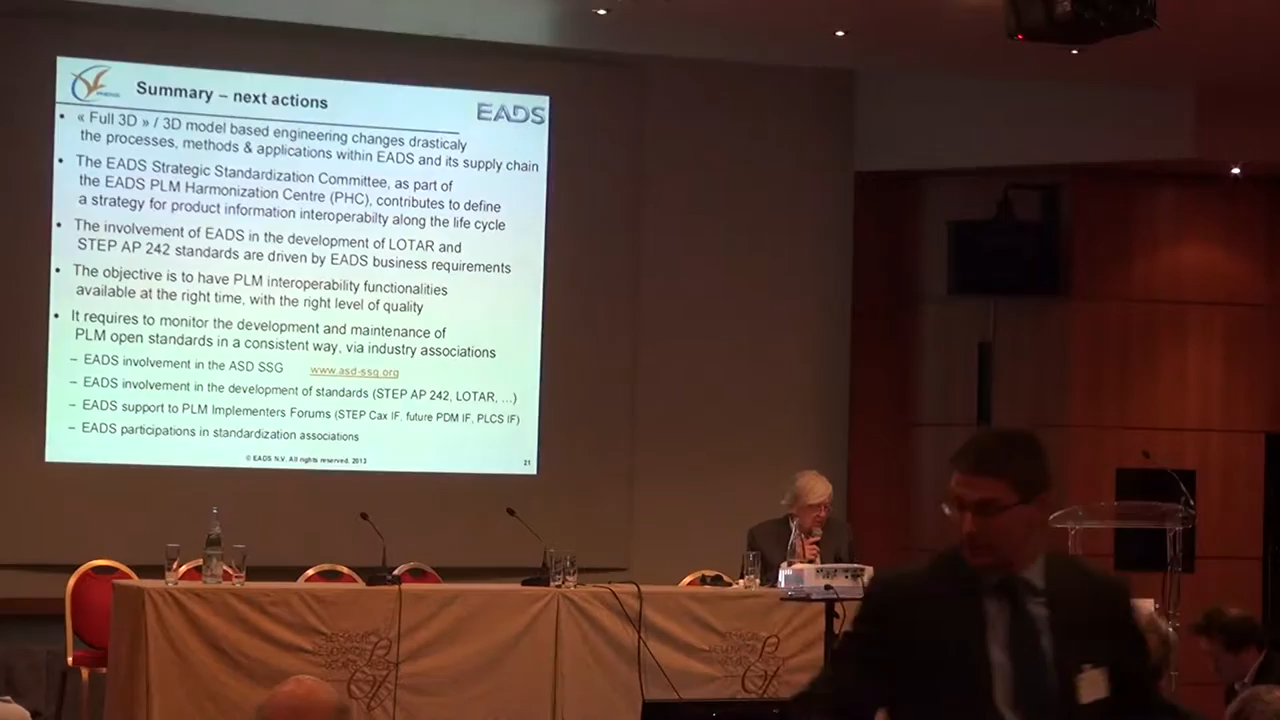 Summary – next actions
EADS
• « Full 3D » / 3D model based engineering changes drasticaly
the processes, methods & applications within EADS and its supply chain
• The EADS Strategic Standardization Committee, as part of
the EADS PLM Harmonization Centre (PHC), contributes to define
a strategy for product information interoperabilty along the life cycle
• The involvement of EADS in the development of LOTAR and
STEP AP 242 standards are driven by EADS business requirements
• The objective is to have PLM interoperability functionalities
available at the right time, with the right level of quality
• It requires to monitor the development and maintenance of
PLM open standards in a consistent way, via industry associations
– EADS involvement in the ASD SSG www.asd-ssg.org
– EADS involvement in the development of standards (STEP AP 242, LOTAR, ...)
– EADS support to PLM Implementers Forums (STEP Cax IF, future PDM IF, PLCS IF)
– EADS participations in standardization associations
© EADS N.V. All rights reserved, 2013
21